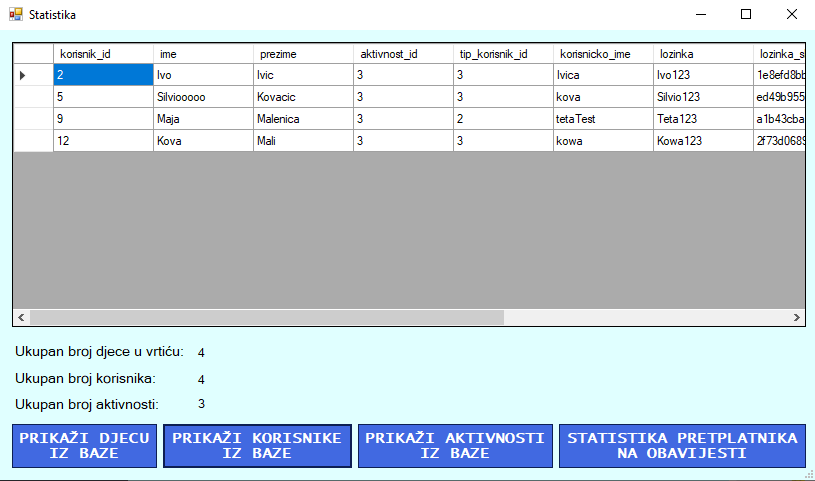 Statistika
korisnik_id ime prezime aktivnost_id tip_korisnik_id korisnicko_ime lozinka lozinka_s
2 Ivo Ivic 3 3 Ivica Ivo123 1e8efd8bb
5 Silviooooo Kovacic 3 3 kova Silvio123 ed49b955
9 Maja Malenica 3 2 tetaTest Teta123 a1b43cba
12 Kova Mali 3 3 kowa Kowa123 2f73d0689
Ukupan broj djece u vrtiću: 4
Ukupan broj korisnika: 4
Ukupan broj aktivnosti: 3
PRIKAŽI DJECU
IZ BAZE
PRIKAŽI KORISNIKE
IZ BAZE
PRIKAŽI AKTIVNOSTI
IZ BAZE
STATISTIKA PRETPLATNIKA
NA OBAVIJESTI